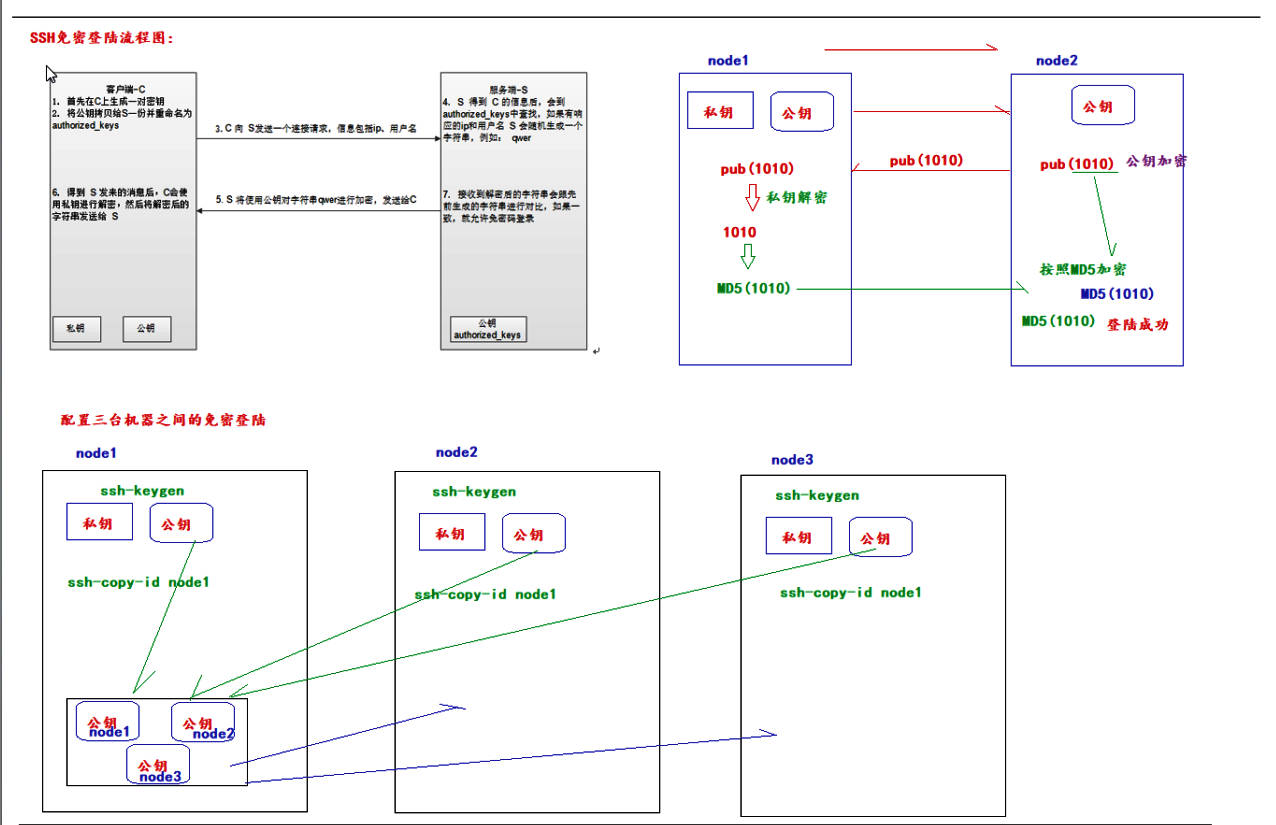 SSH免密登陆流程图:
客户端-C
1. 首先在C上生成一对密钥
2. 将公钥拷贝给S一份并重命名为
authorized_keys
6. 得到 S 发来的消息后，C会使
用私钥进行解密，然后将解密后的
字符串发送给 S
私钥
公钥
3. C 向 S发送一个连接请求，信息包括ip、用户名
5. S 将使用公钥对字符串qwer进行加密，发送给C
服务端-S
4. S 得到 C 的信息后，会到
authorized_keys中查找，如果有响
应的ip和用户名 S 会随机生成一个
字符串，例如： qwer
7. 接收到解密后的字符串会跟先
前生成的字符串进行对比，如果一
致，就允许免密码登录
公钥
authorized_keys
node1
私钥
公钥
pub(1010)
私钥解密
1010
MD5(1010)
pub(1010)
node2
公钥
pub(1010)
公钥加密
按照MD5加密
MD5(1010)
MD5(1010)
登陆成功
配置三台机器之间的免密登陆
node1
ssh-keygen
私钥
公钥
ssh-copy-id node1
公钥
node1
公钥
node2
公钥
node3
node2
ssh-keygen
私钥
公钥
ssh-copy-id node1
node3
ssh-keygen
私钥
公钥
ssh-copy-id node1